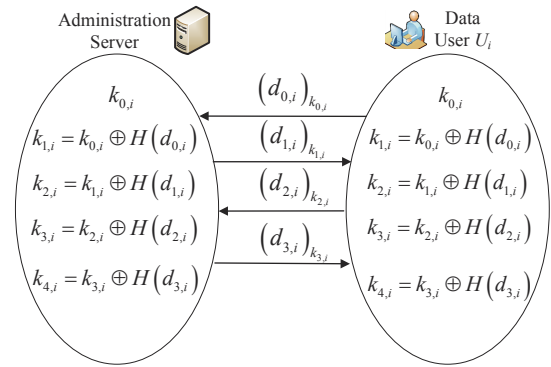 Administration
Server
k_{0,i}
k_{1,i} = k_{0,i} ⊕ H(d_{0,i})
k_{2,i} = k_{1,i} ⊕ H(d_{1,i})
k_{3,i} = k_{2,i} ⊕ H(d_{2,i})
k_{4,i} = k_{3,i} ⊕ H(d_{3,i})
(d_{0,i})_{k_{0,i}}
(d_{1,i})_{k_{1,i}}
(d_{2,i})_{k_{2,i}}
(d_{3,i})_{k_{3,i}}
Data
User U_i
k_{0,i}
k_{1,i} = k_{0,i} ⊕ H(d_{0,i})
k_{2,i} = k_{1,i} ⊕ H(d_{1,i})
k_{3,i} = k_{2,i} ⊕ H(d_{2,i})
k_{4,i} = k_{3,i} ⊕ H(d_{3,i})